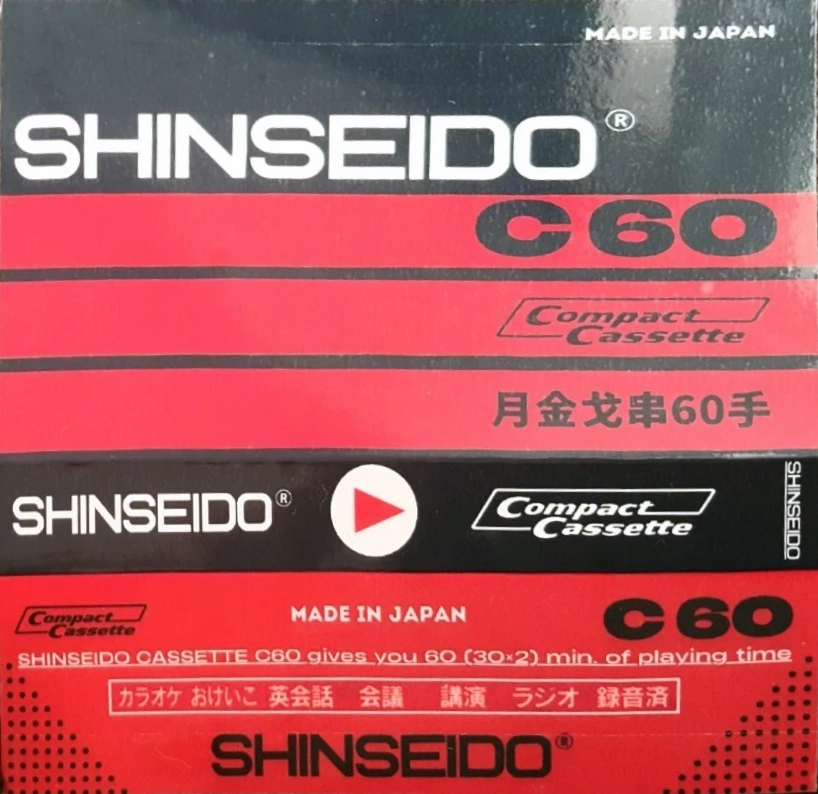 MADE IN JAPAN
SHINSEIDO®
C60
Compact
Cassette
月金戈串60手
SHINSEIDO®
Compact
Cassette
SHINSEIDO
Compact
Cassette
MADE IN JAPAN
C60
SHINSEIDO CASSETTE C60 gives you 60 (30×2) min. of playing time
カラオケ おけいこ 英会話 会議 講演 ラジオ 録音済
SHINSEIDO®